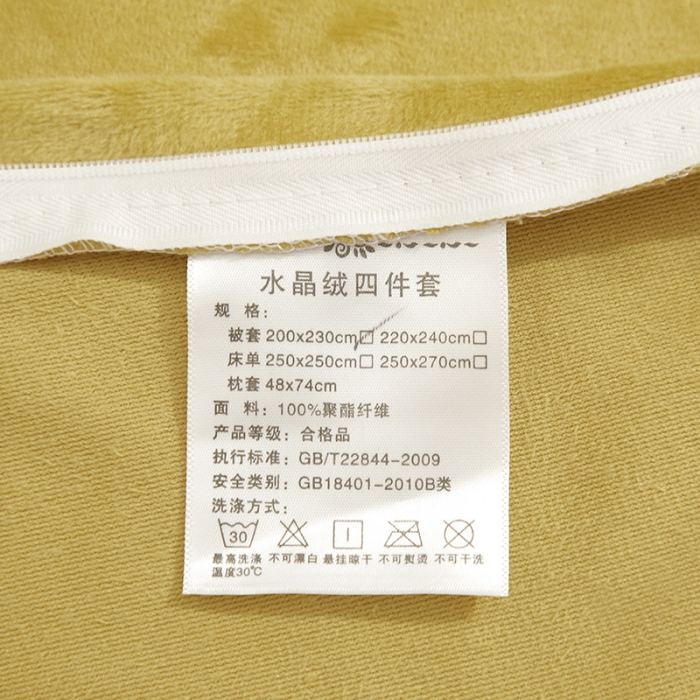 水晶绒四件套
规 格：
被套 200x230cm☑ 220x240cm□
床单 250x250cm□ 250x270cm□
枕套 48x74cm
面 料：100%聚酯纤维
产品等级：合格品
执行标准：GB/T22844-2009
安全类别：GB18401-2010B类
洗涤方式：
30
最高洗涤 不可漂白 悬挂晾干 不可熨烫 不可干洗
温度30℃